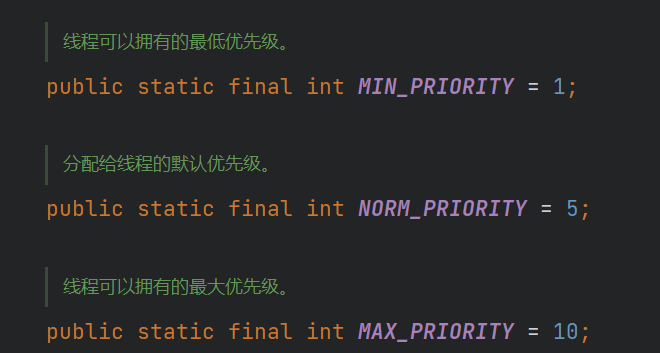 线程可以拥有的最低优先级。
public static final int MIN_PRIORITY = 1;
分配给线程的默认优先级。
public static final int NORM_PRIORITY = 5;
线程可以拥有的最大优先级。
public static final int MAX_PRIORITY = 10;